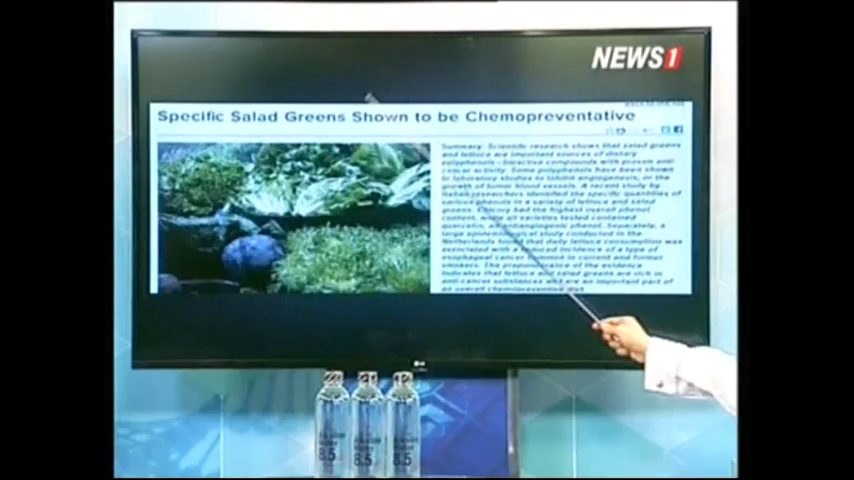 NEWS1
Specific Salad Greens Shown to be Chemopreventative
Summary: Scientific research shows that salad greens
and lettuce are important sources of dietary
polyphenols--bioactive compounds with proven anti-
cancer activity. Some polyphenols have been shown
in laboratory studies to inhibit angiogenesis, or the
growth of tumor blood vessels. A recent study by
Italian researchers identified the specific quantities of
various phenols in a variety of lettuce and salad
greens. Chicory had the highest overall phenol
content, while all varieties tested contained
quercetin, an antiangiogenic phenol. Separately, a
large epidemiological study conducted in the
Netherlands found that daily lettuce consumption was
associated with a reduced incidence of a type of
esophageal cancer common in current and former
smokers. The preponderance of the evidence
indicates that lettuce and salad greens are rich in
anti-cancer substances are an important part of
an overall chemopreventive diet.
8.5 8.5 8.5